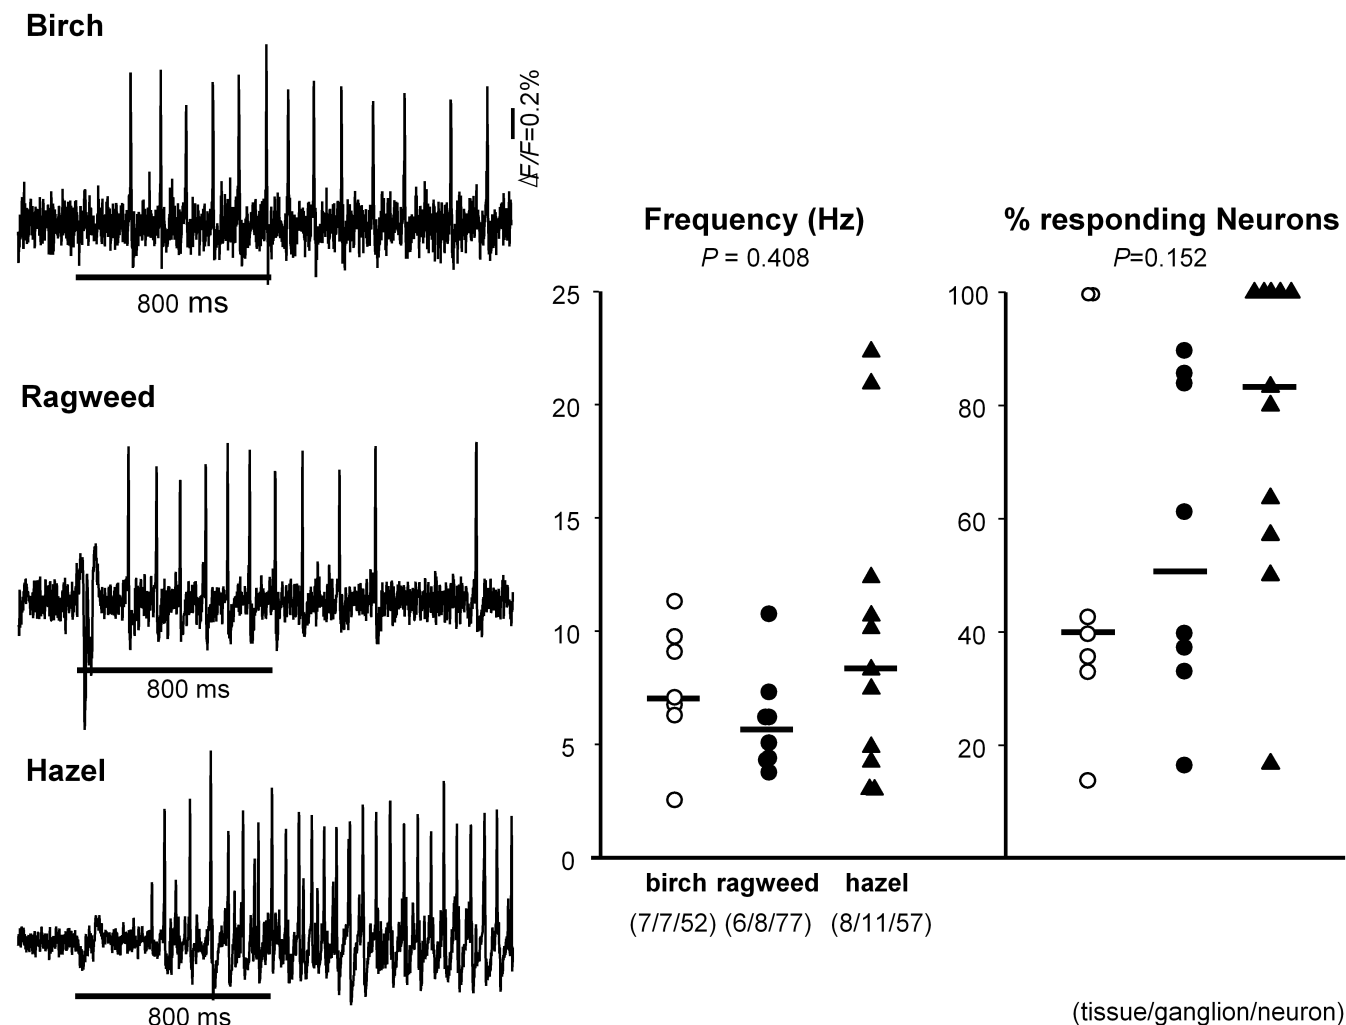 Birch
ΔF/F=0.2%
800 ms
Ragweed
800 ms
Hazel
800 ms
Frequency (Hz)
P = 0.408
25
20
15
10
5
0
birch ragweed hazel
(7/7/52) (6/8/77) (8/11/57)
% responding Neurons
P=0.152
100
80
60
40
20
(tissue/ganglion/neuron)